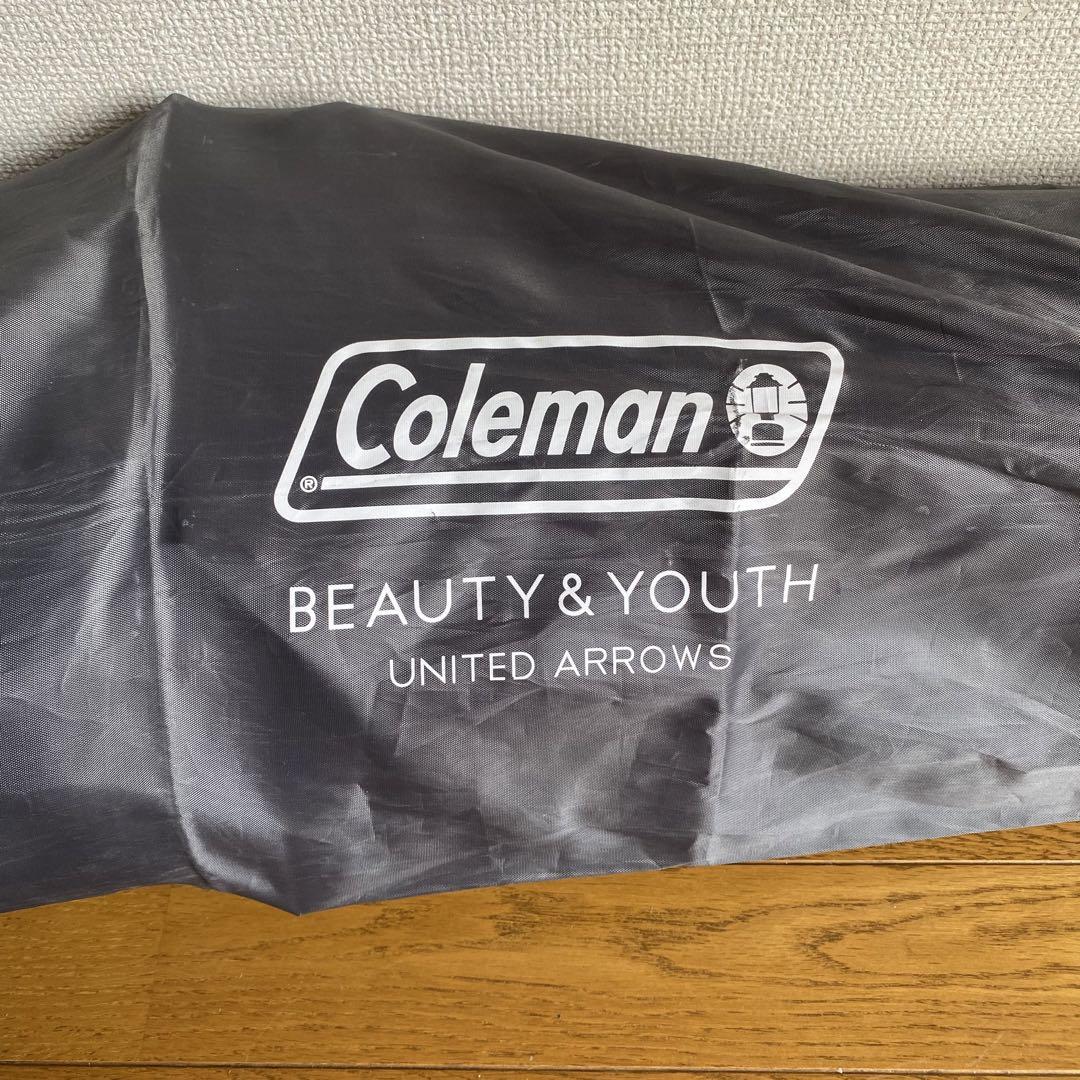 Coleman
®
BEAUTY & YOUTH
UNITED ARROWS